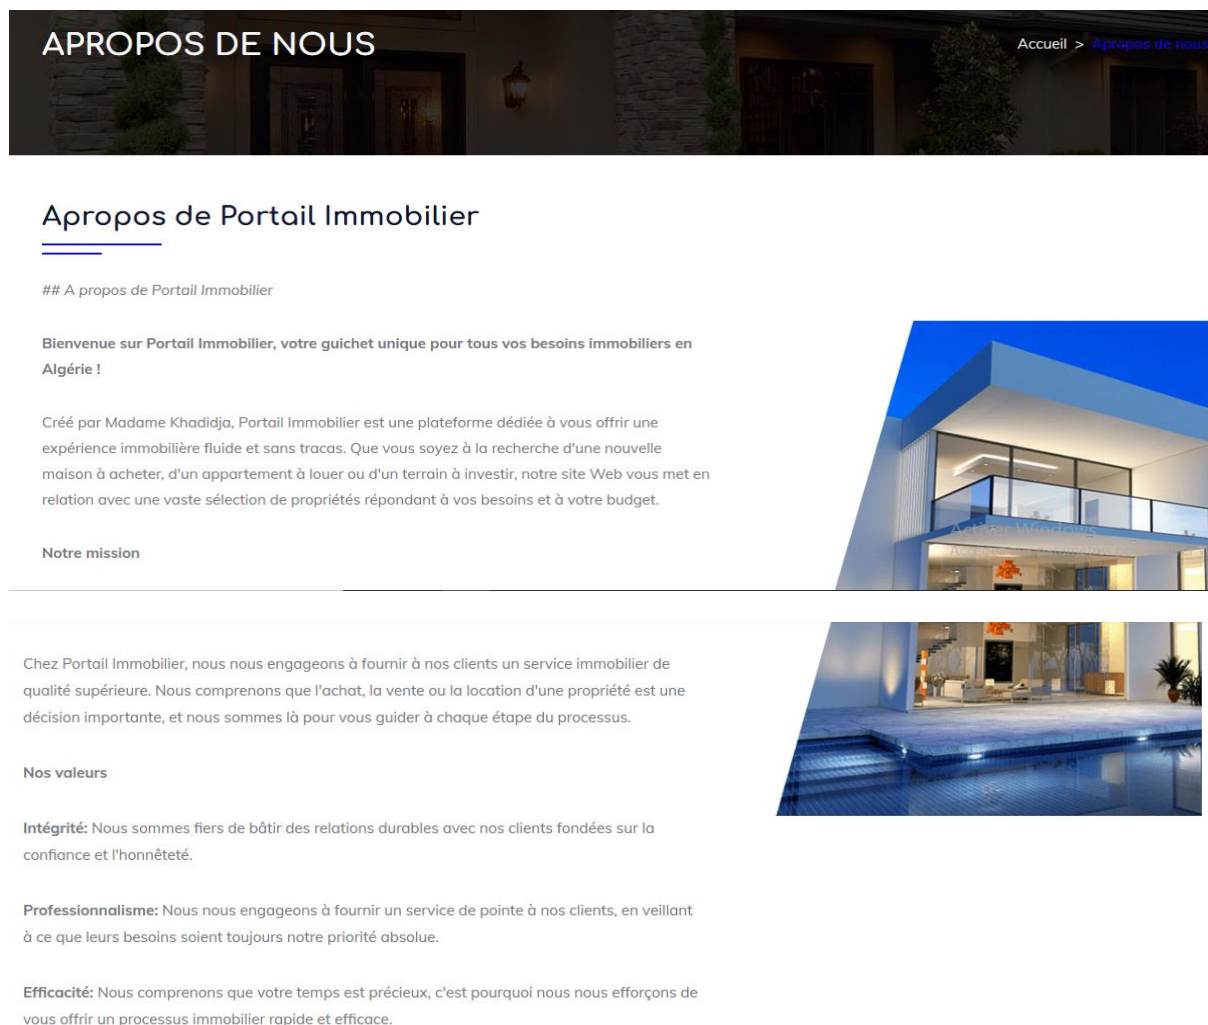 APROPOS DE NOUS
Accueil > Apropos de nous
Apropos de Portail Immobilier
## A propos de Portail Immobilier
Bienvenue sur Portail Immobilier, votre guichet unique pour tous vos besoins immobiliers en
Algérie !
Créé par Madame Khadidja, Portail Immobilier est une plateforme dédiée à vous offrir une
expérience immobilière fluide et sans tracas. Que vous soyez à la recherche d'une nouvelle
maison à acheter, d'un appartement à louer ou d'un terrain à investir, notre site Web vous met en
relation avec une vaste sélection de propriétés répondant à vos besoins et à votre budget.
Activer Windows
Notre mission
Chez Portail Immobilier, nous nous engageons à fournir à nos clients un service immobilier de
qualité supérieure. Nous comprenons que l'achat, la vente ou la location d'une propriété est une
décision importante, et nous sommes là pour vous guider à chaque étape du processus.
Nos valeurs
Intégrité: Nous sommes fiers de bâtir des relations durables avec nos clients fondées sur la
confiance et l'honnêteté.
Professionnalisme: Nous nous engageons à fournir un service de pointe à nos clients, en veillant
à ce que leurs besoins soient toujours notre priorité absolue.
Efficacité: Nous comprenons que votre temps est précieux, c'est pourquoi nous nous efforçons de
vous offrir un processus immobilier rapide et efficace.